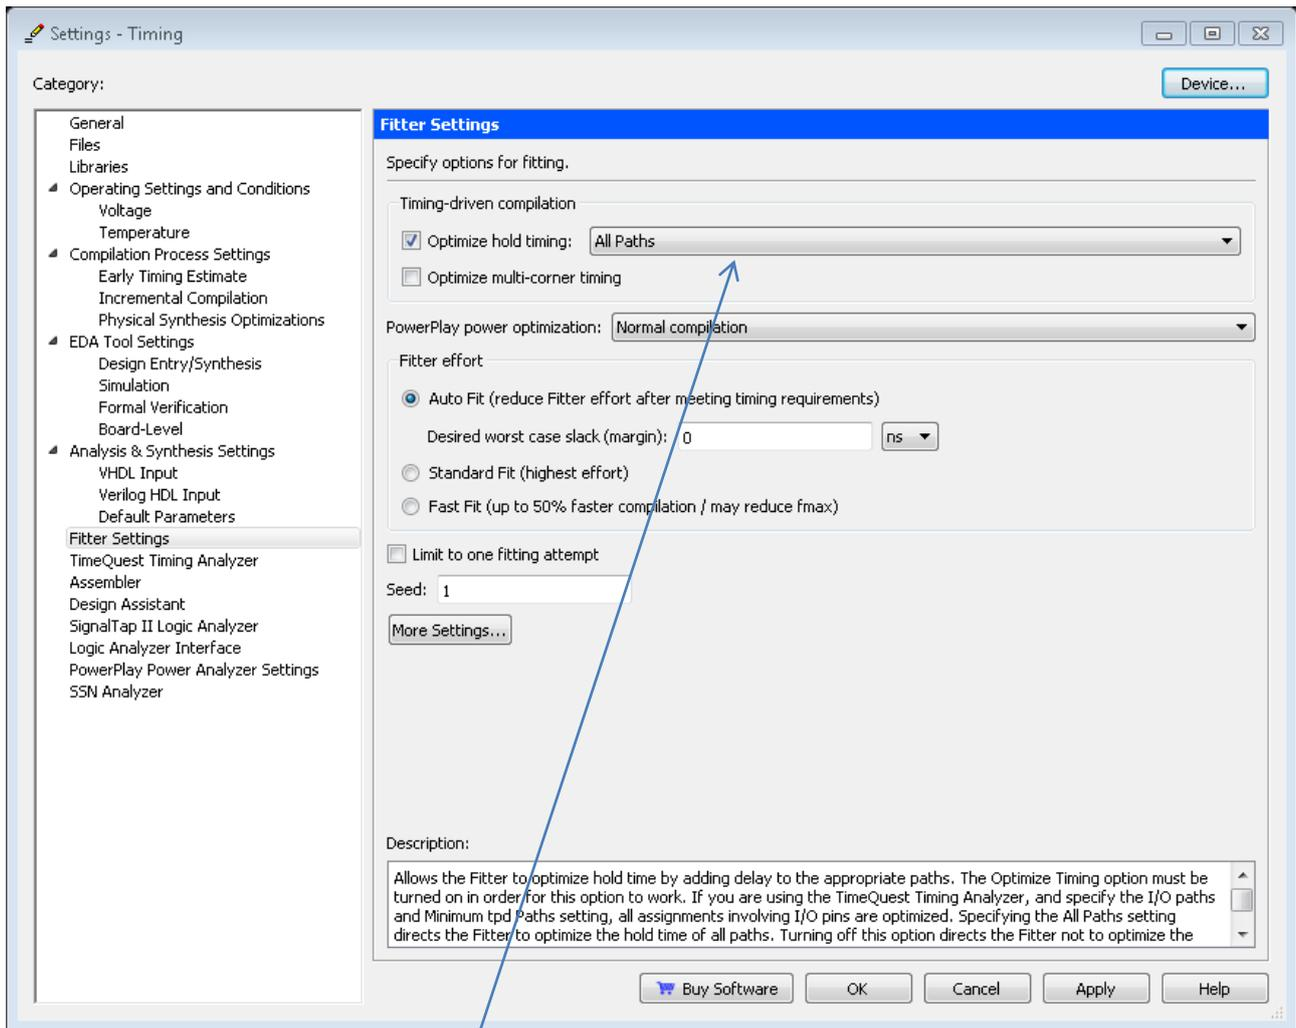 Settings - Timing
Category:
Device...
General
Files
Libraries
Operating Settings and Conditions
Voltage
Temperature
Compilation Process Settings
Early Timing Estimate
Incremental Compilation
Physical Synthesis Optimizations
EDA Tool Settings
Design Entry/Synthesis
Simulation
Formal Verification
Board-Level
Analysis & Synthesis Settings
VHDL Input
Verilog HDL Input
Default Parameters
Fitter Settings
TimeQuest Timing Analyzer
Assembler
Design Assistant
SignalTap II Logic Analyzer
Logic Analyzer Interface
PowerPlay Power Analyzer Settings
SSN Analyzer
Fitter Settings
Specify options for fitting.
Timing-driven compilation
Optimize hold timing: All Paths
Optimize multi-corner timing
PowerPlay power optimization: Normal compilation
Fitter effort
Auto Fit (reduce Fitter effort after meeting timing requirements)
Desired worst case slack (margin): 0 ns
Standard Fit (highest effort)
Fast Fit (up to 50% faster compilation / may reduce fmax)
Limit to one fitting attempt
Seed: 1
More Settings...
Description:
Allows the Fitter to optimize hold time by adding delay to the appropriate paths. The Optimize Timing option must be
turned on in order for this option to work. If you are using the TimeQuest Timing Analyzer, and specify the I/O paths
and Minimum tpd Paths setting, all assignments involving I/O pins are optimized. Specifying the All Paths setting
directs the Fitter to optimize the hold time of all paths. Turning off this option directs the Fitter not to optimize the
Buy Software OK Cancel Apply Help